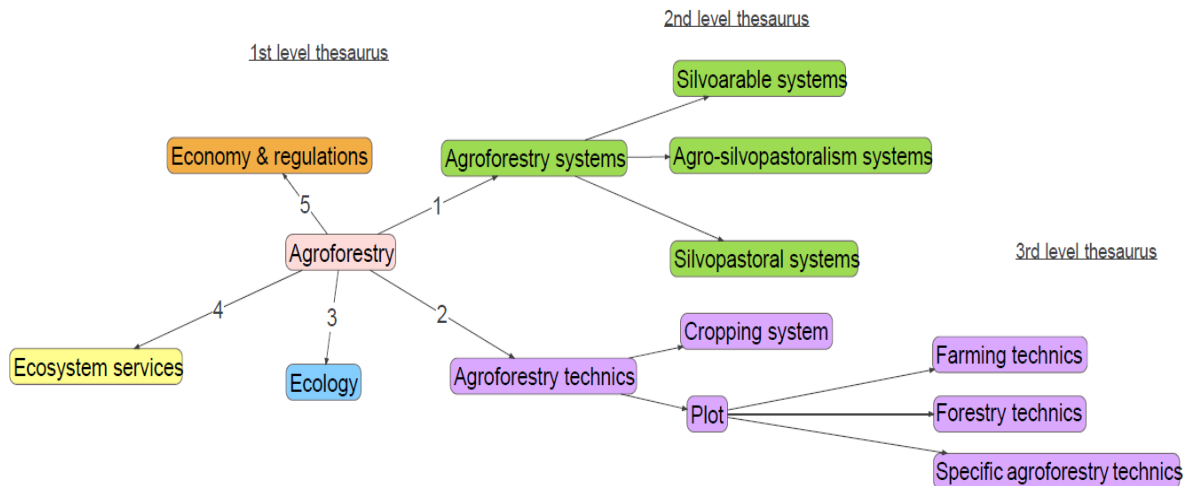 2nd level thesaurus
1st level thesaurus
Silvoarable systems
Economy & regulations
Agroforestry systems
Agro-silvopastoralism systems
5
1
Agroforestry
Silvopastoral systems
3rd level thesaurus
4
3
2
Cropping system
Ecosystem services
Ecology
Agroforestry technics
Farming technics
Plot
Forestry technics
Specific agroforestry technics